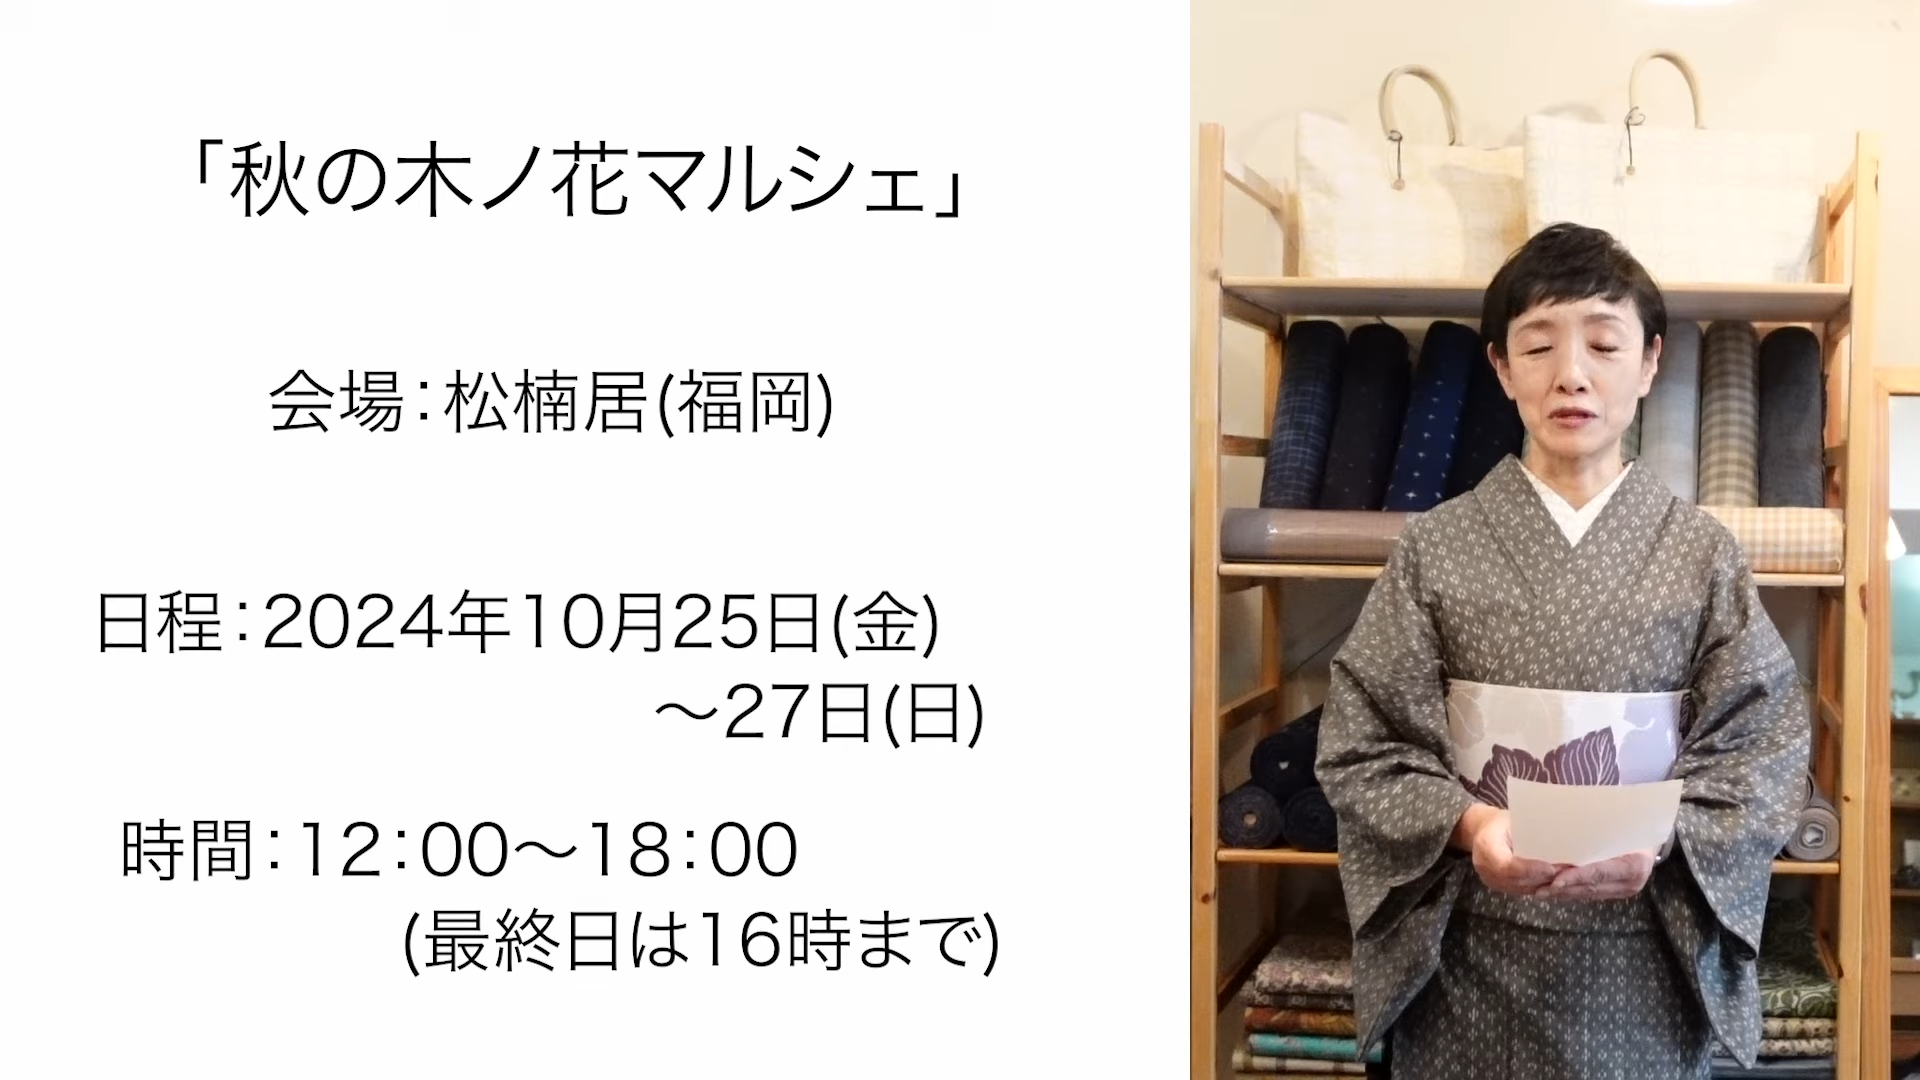 「秋の木ノ花マルシェ」
会場：松楠居(福岡)
日程：2024年10月25日(金)
～27日(日)
時間：12：00～18：00
(最終日は16時まで)